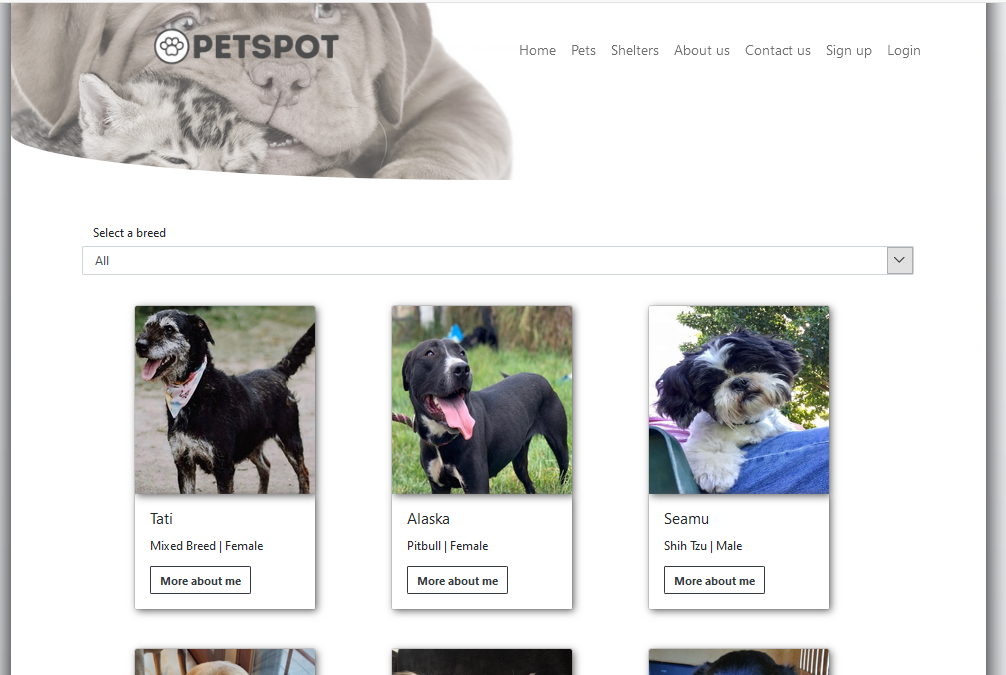 PETSPOT
Home Pets Shelters About us Contact us Sign up Login
Select a breed
All
Tati
Mixed Breed | Female
More about me
Alaska
Pitbull | Female
More about me
Seamu
Shih Tzu | Male
More about me